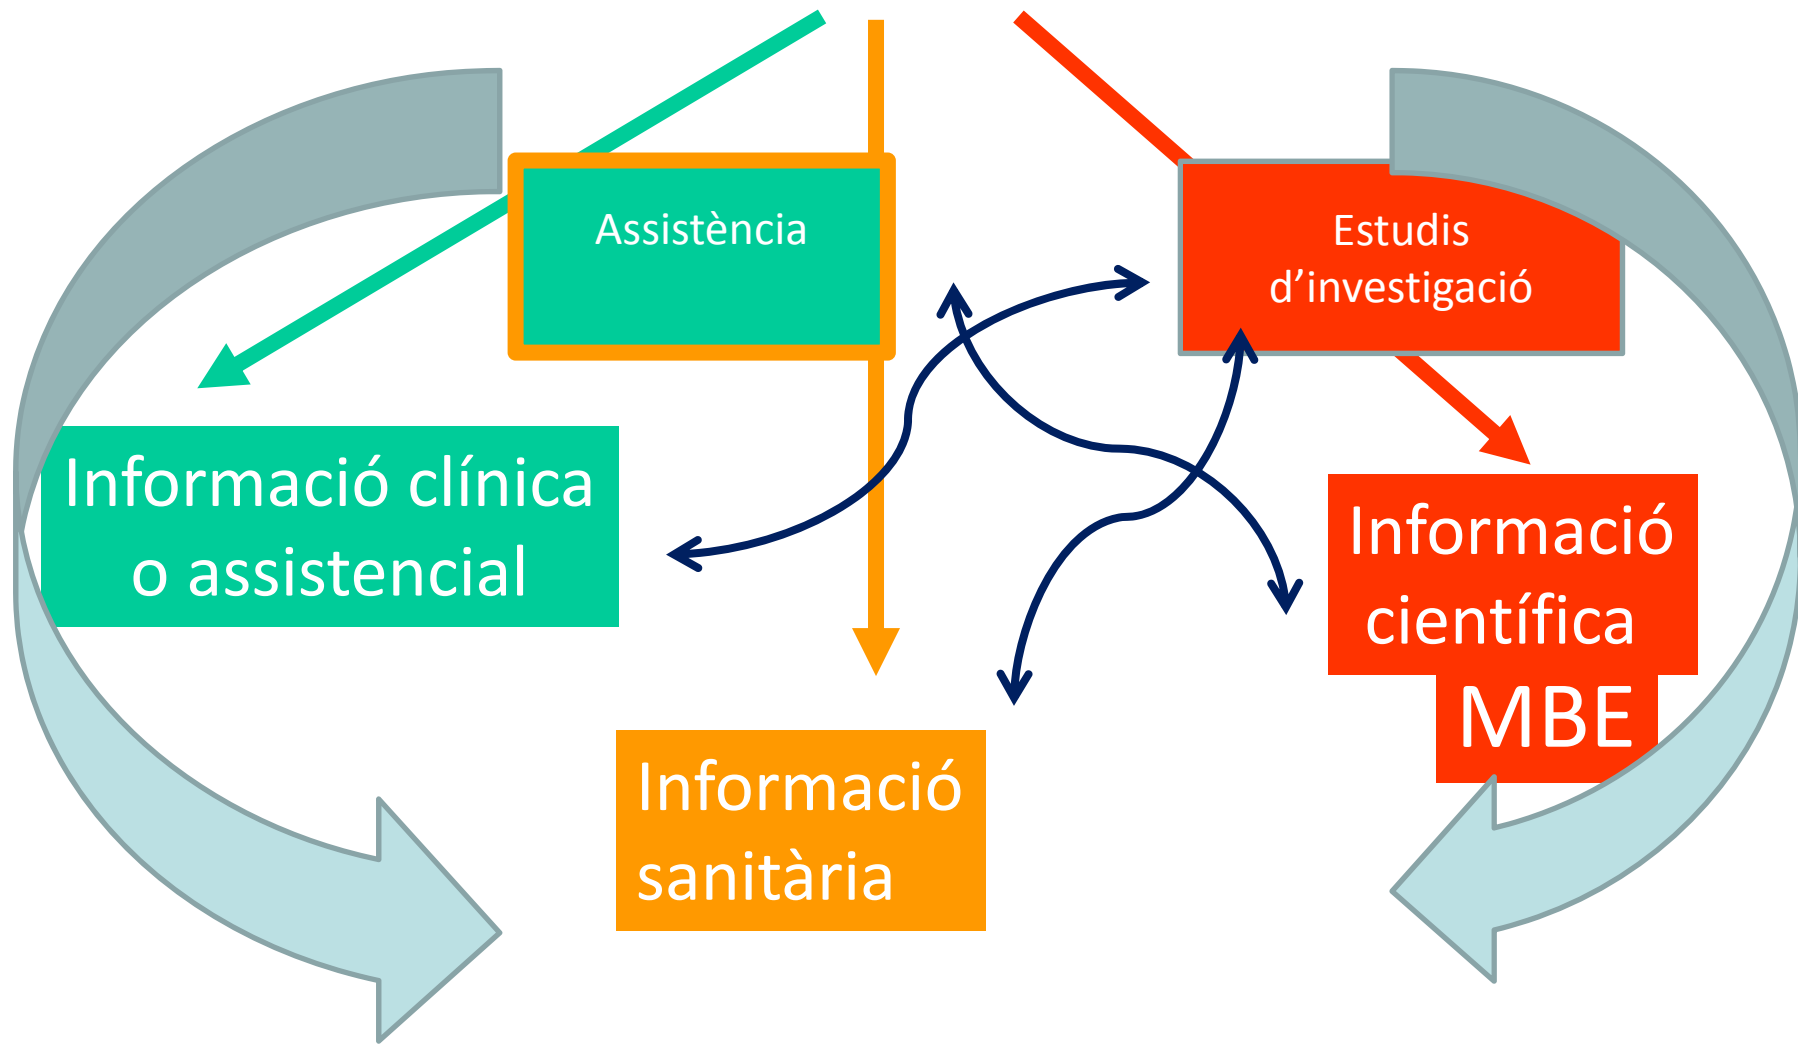 Assistència
Estudis
d’investigació
Informació clínica
o assistencial
Informació
científica
MBE
Informació
sanitària